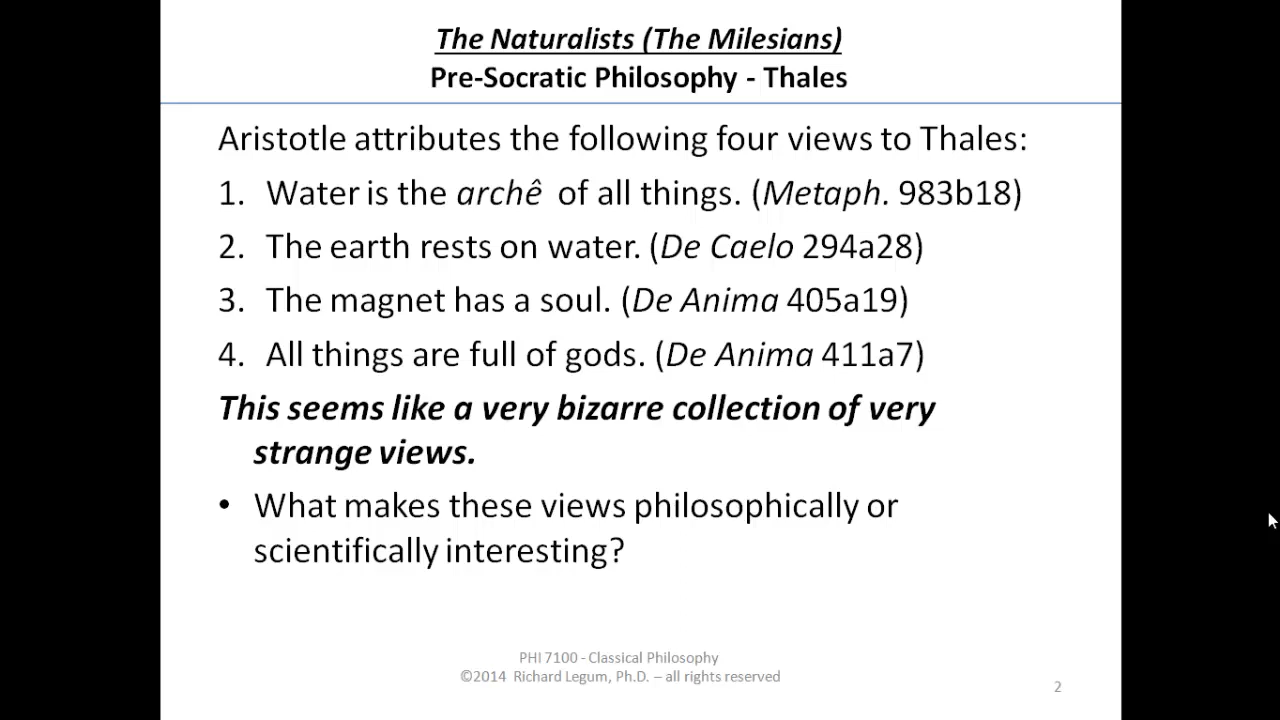 The Naturalists (The Milesians)
Pre-Socratic Philosophy - Thales
Aristotle attributes the following four views to Thales:
1. Water is the archê of all things. (Metaph. 983b18)
2. The earth rests on water. (De Caelo 294a28)
3. The magnet has a soul. (De Anima 405a19)
4. All things are full of gods. (De Anima 411a7)
This seems like a very bizarre collection of very
strange views.
• What makes these views philosophically or
scientifically interesting?
PHI 7100 - Classical Philosophy
©2014 Richard Legum, Ph.D. – all rights reserved
2